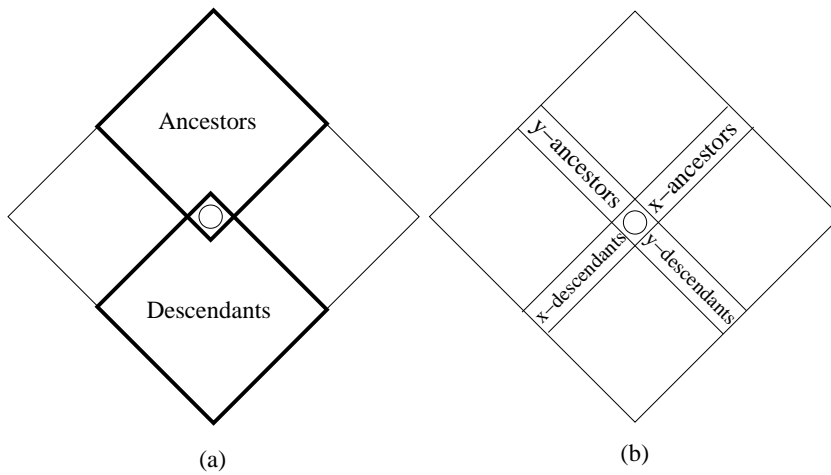 Ancestors
Descendants
(a)
y–ancestors
x–ancestors
x–descendants
y–descendants
(b)